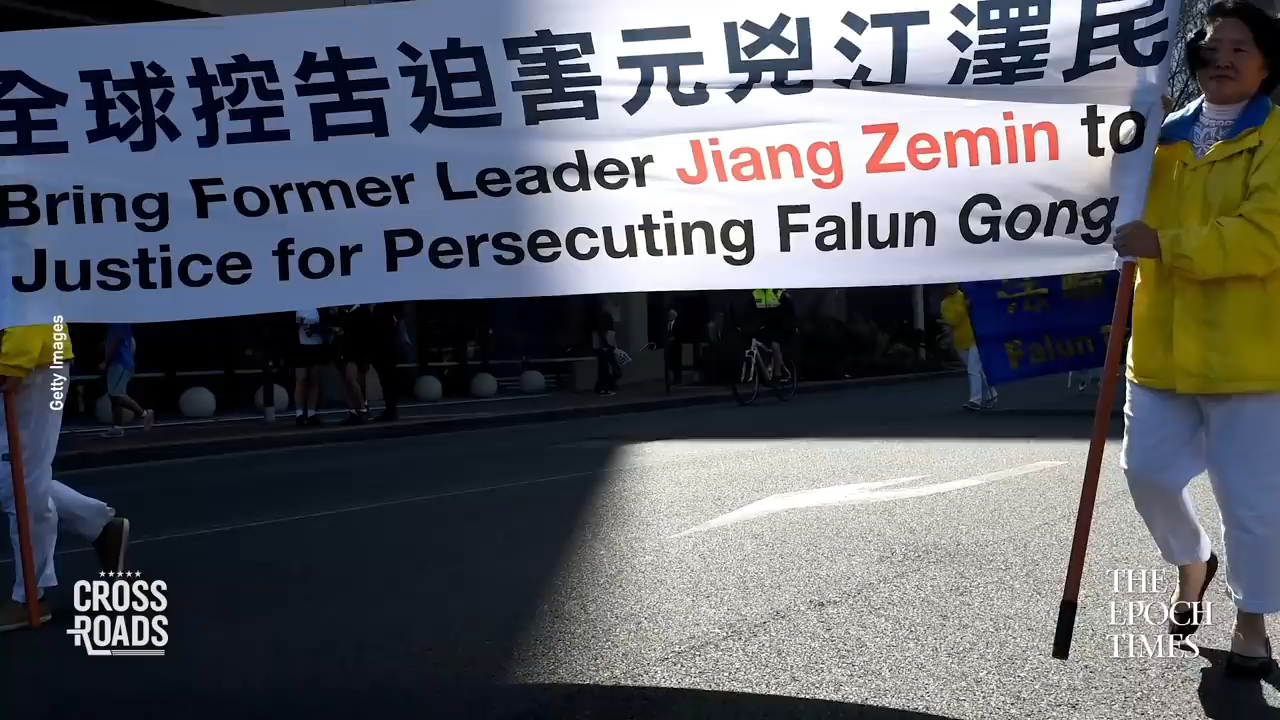 全球控告迫害元兇江澤民
Bring Former Leader Jiang Zemin to
Justice for Persecuting Falun Gong
Falun
Getty Images
CROSS
ROADS
THE
EPOCH
TIMES